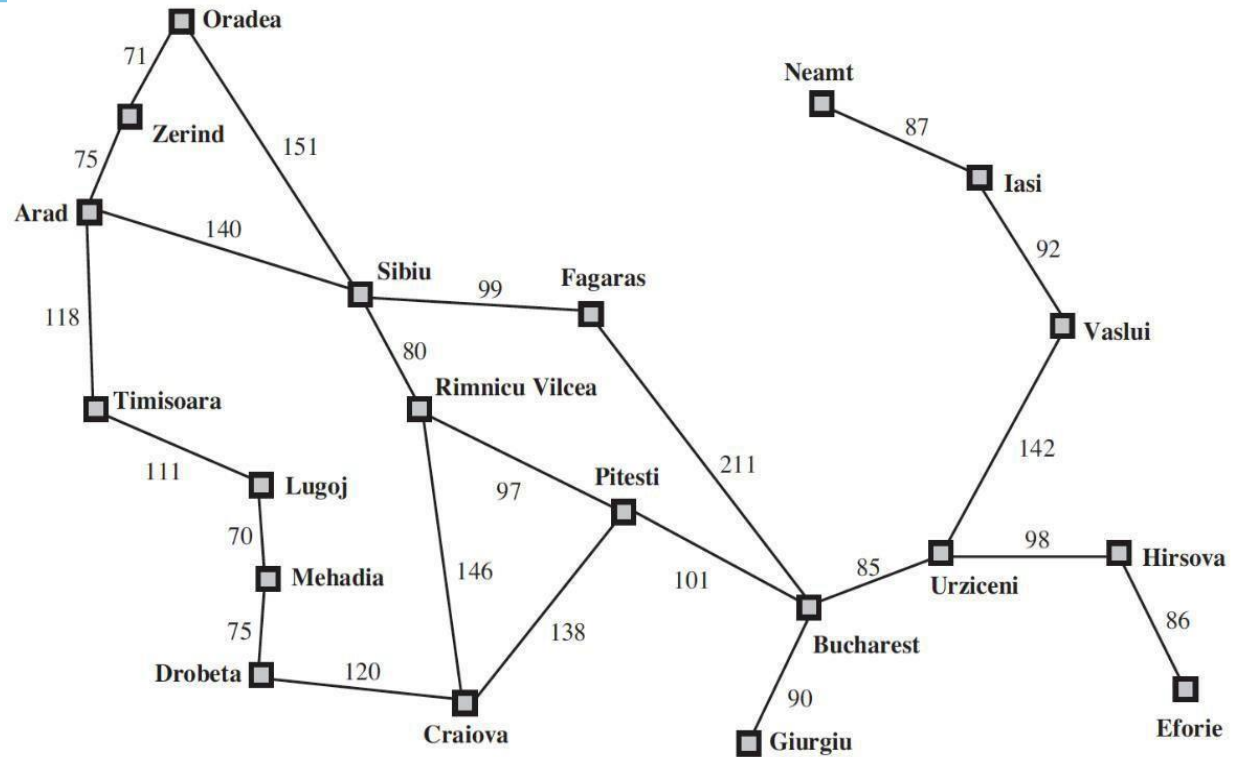 Oradea
71
Neamt
87
Zerind
151
75
Iasi
Arad
140
92
Sibiu
Fagaras
99
118
Vaslui
80
Rimnicu Vilcea
Timisoara
142
211
111
Lugoj
Pitesti
97
70
98
Hirsova
146
85
Mehadia
101
Urziceni
86
75
138
Bucharest
120
Drobeta
90
Craiova
Giurgiu
Eforie